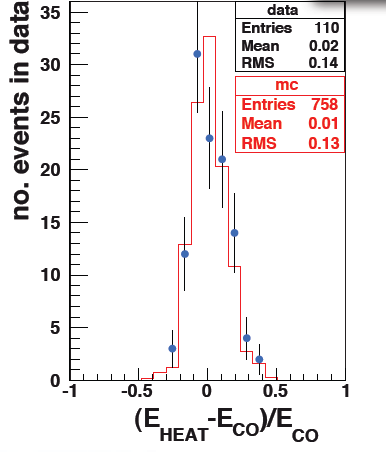 no. events in data
35
30
25
20
15
10
5
0
data
Entries 110
Mean 0.02
RMS 0.14
mc
Entries 758
Mean 0.01
RMS 0.13
-1 -0.5 0 0.5 1
(E_HEAT -E_CO)/E_CO